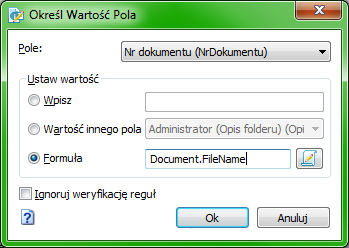 Określ Wartość Pola
Pole: Nr dokumentu (NrDokumentu)
Ustaw wartość
Wpisz
Wartość innego pola Administrator (Opis folderu) (Opi
Formuła Document.FileName
Ignoruj weryfikację reguł
Ok Anuluj